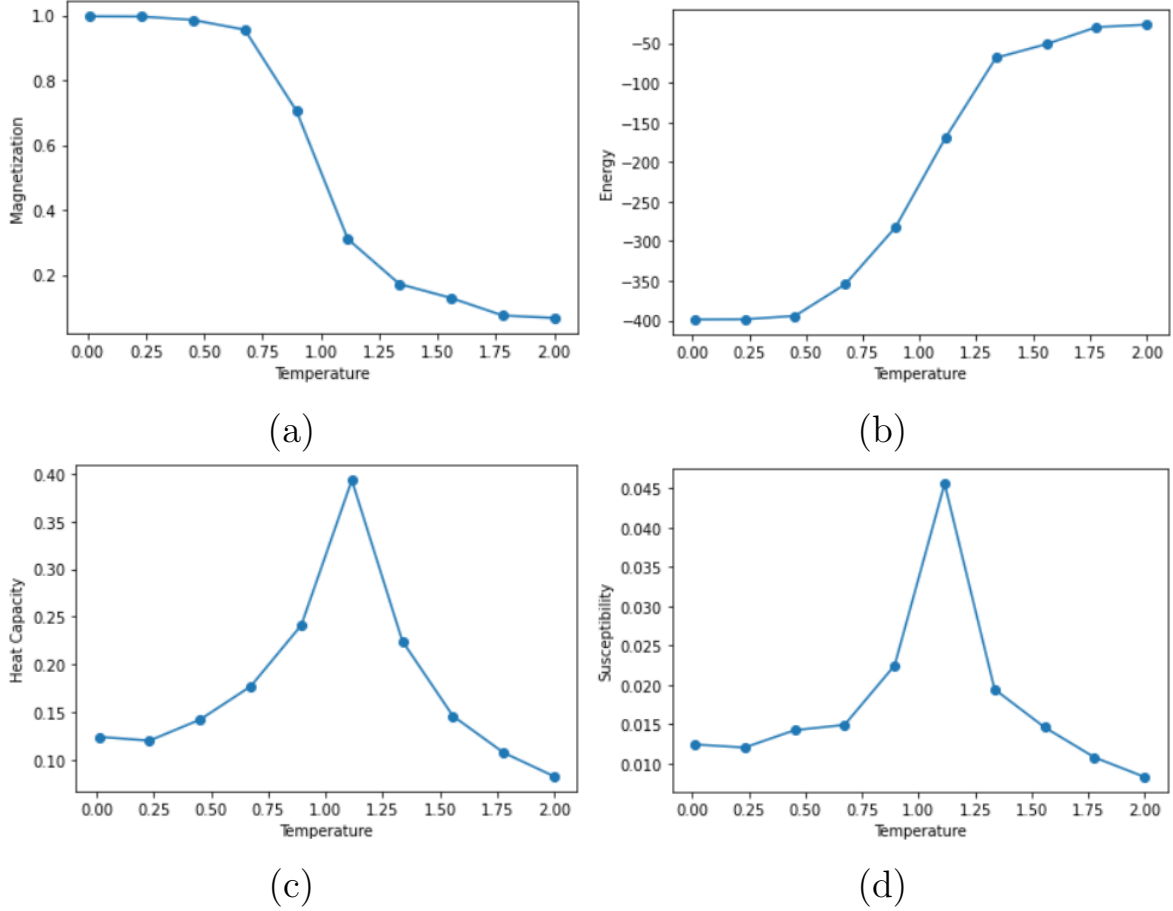 1.0
0.8
0.6
0.4
0.2
Magnetization
0.00 0.25 0.50 0.75 1.00 1.25 1.50 1.75 2.00
Temperature
(a)
−50
−100
−150
−200
−250
−300
−350
−400
Energy
0.00 0.25 0.50 0.75 1.00 1.25 1.50 1.75 2.00
Temperature
(b)
0.40
0.35
0.30
0.25
0.20
0.15
0.10
Heat Capacity
0.00 0.25 0.50 0.75 1.00 1.25 1.50 1.75 2.00
Temperature
(c)
0.045
0.040
0.035
0.030
0.025
0.020
0.015
0.010
Susceptibility
0.00 0.25 0.50 0.75 1.00 1.25 1.50 1.75 2.00
Temperature
(d)